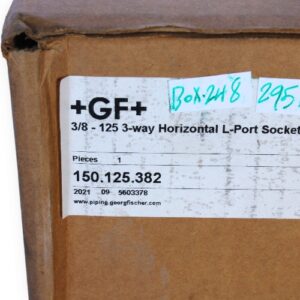 BOX.248 295
+GF+
3/8 - 125 3-way Horizontal L-Port Socket
Pieces 1
150.125.382
2021 09 5603378
www.piping.georgfischer.com